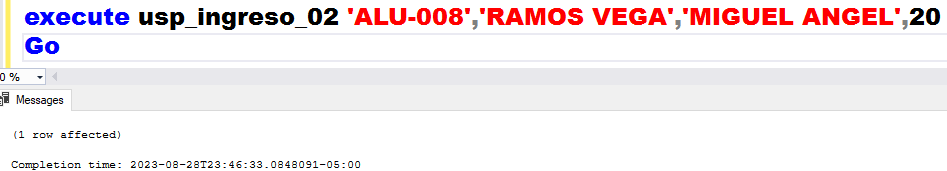 execute usp_ingreso_02 'ALU-008','RAMOS VEGA','MIGUEL ANGEL',20
Go
0 %
Messages
(1 row affected)
Completion time: 2023-08-28T23:46:33.0848091-05:00